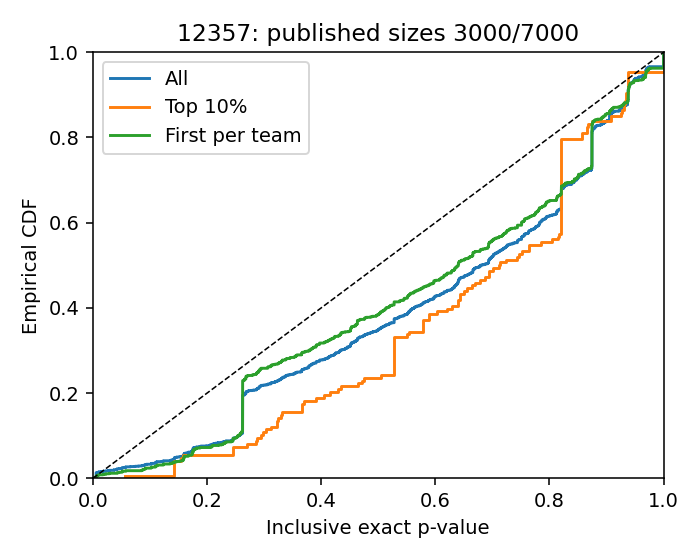 12357: published sizes 3000/7000
All
Top 10%
First per team
Empirical CDF
1.0
0.8
0.6
0.4
0.2
0.0
0.0 0.2 0.4 0.6 0.8 1.0
Inclusive exact p-value